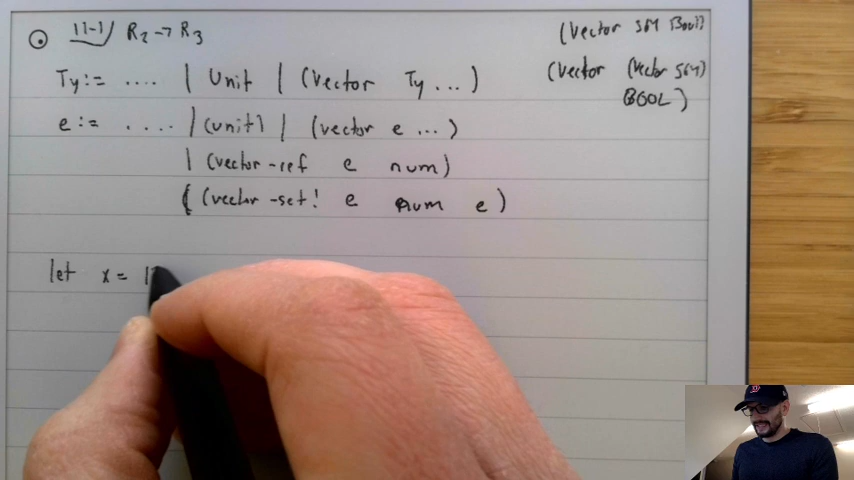 11-1/ R2 → R3
Ty:= .... | Unit | (Vector Ty ...)
e:= .... | (unit) | (vector e ...)
| (vector-ref e num)
| (vector-set! e num e)
let x =
(Vector S64 Bool)
(Vector (Vector S64)
BOOL)